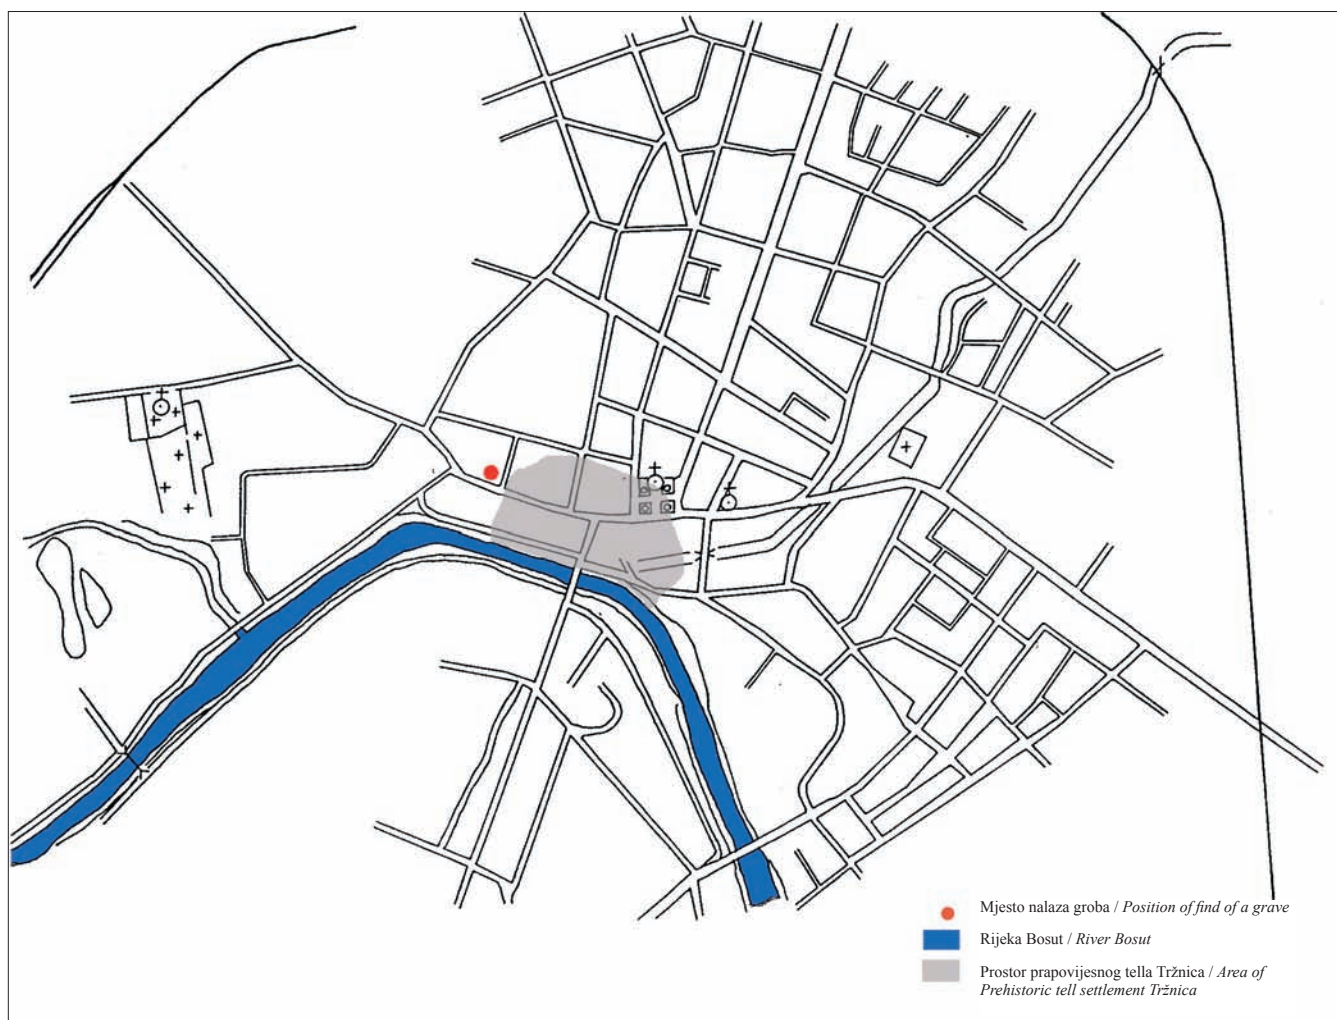 Mjesto nalaza groba / Position of find of a grave
Rijeka Bosut / River Bosut
Prostor prapovijesnog tella Tržnica / Area of
Prehistoric tell settlement Tržnica